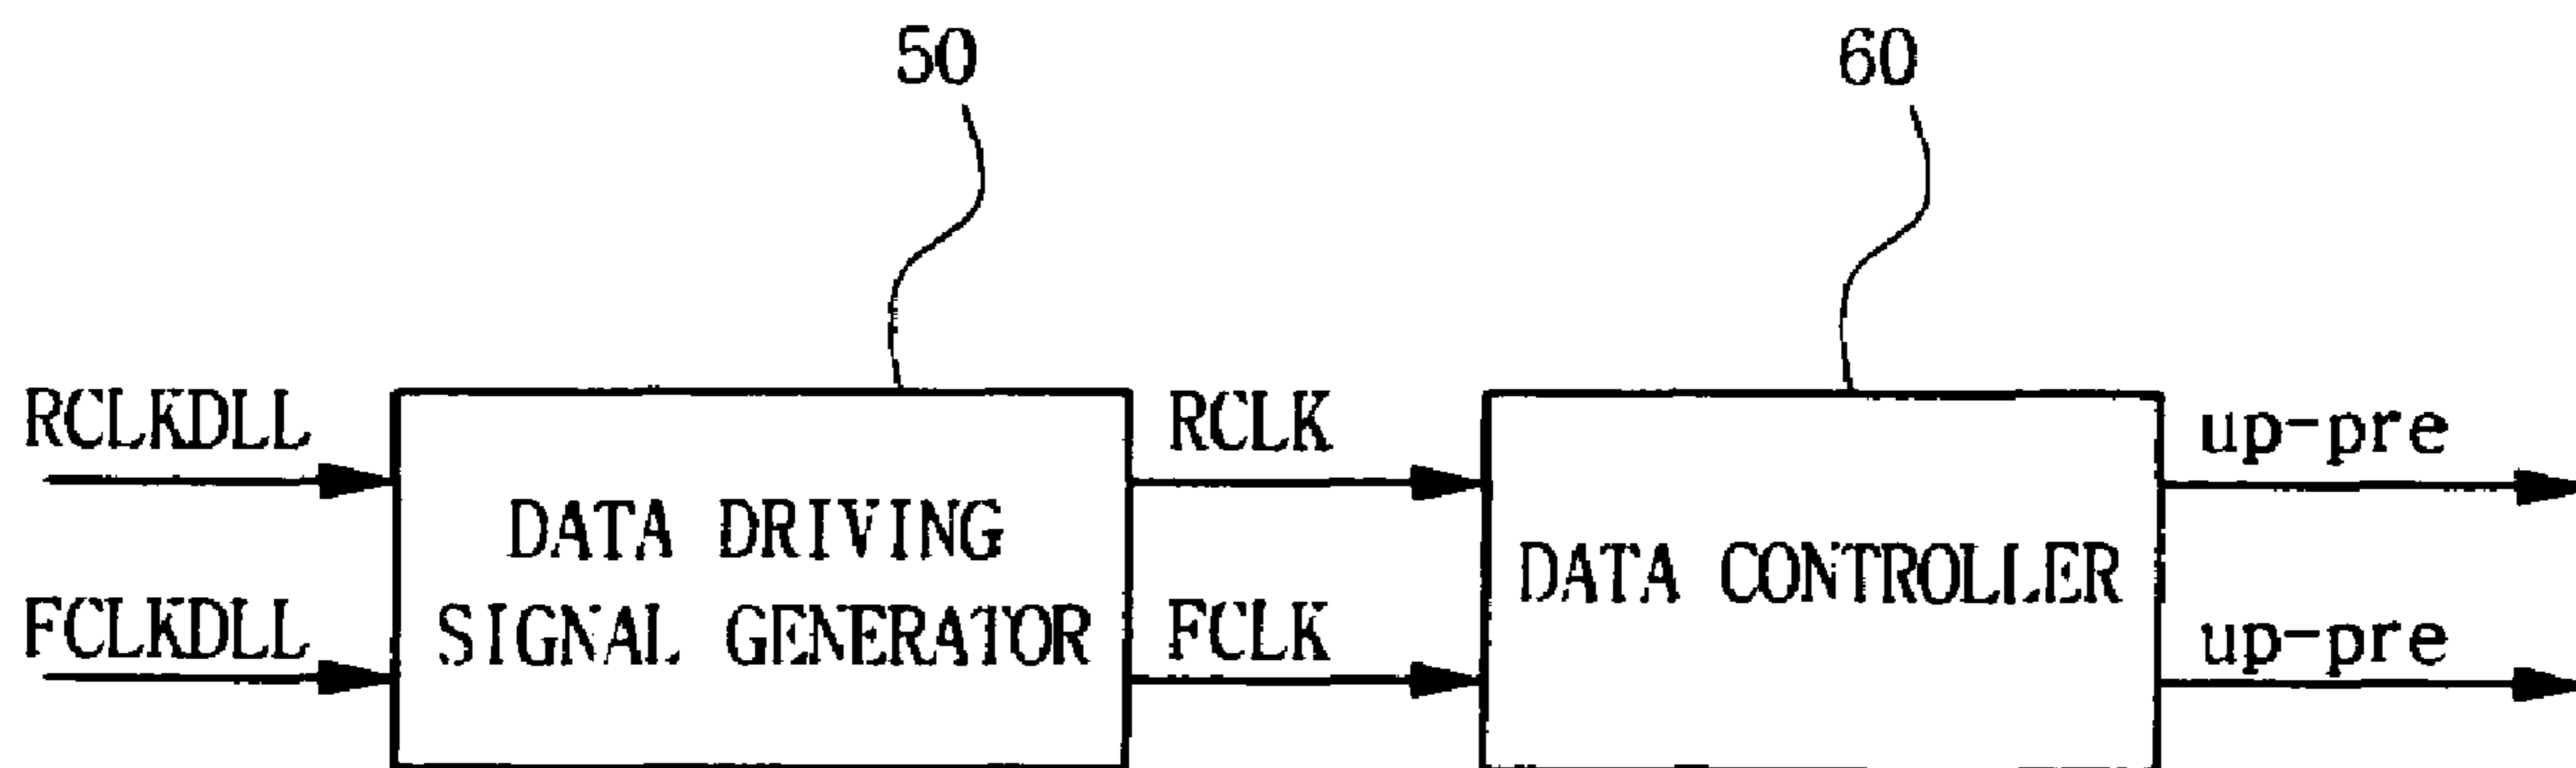 50
60
RCLKDLL
RCLK
up-pre
DATA DRIVING
SIGNAL GENERATOR
DATA CONTROLLER
FCLKDLL
FCLK
up-pre